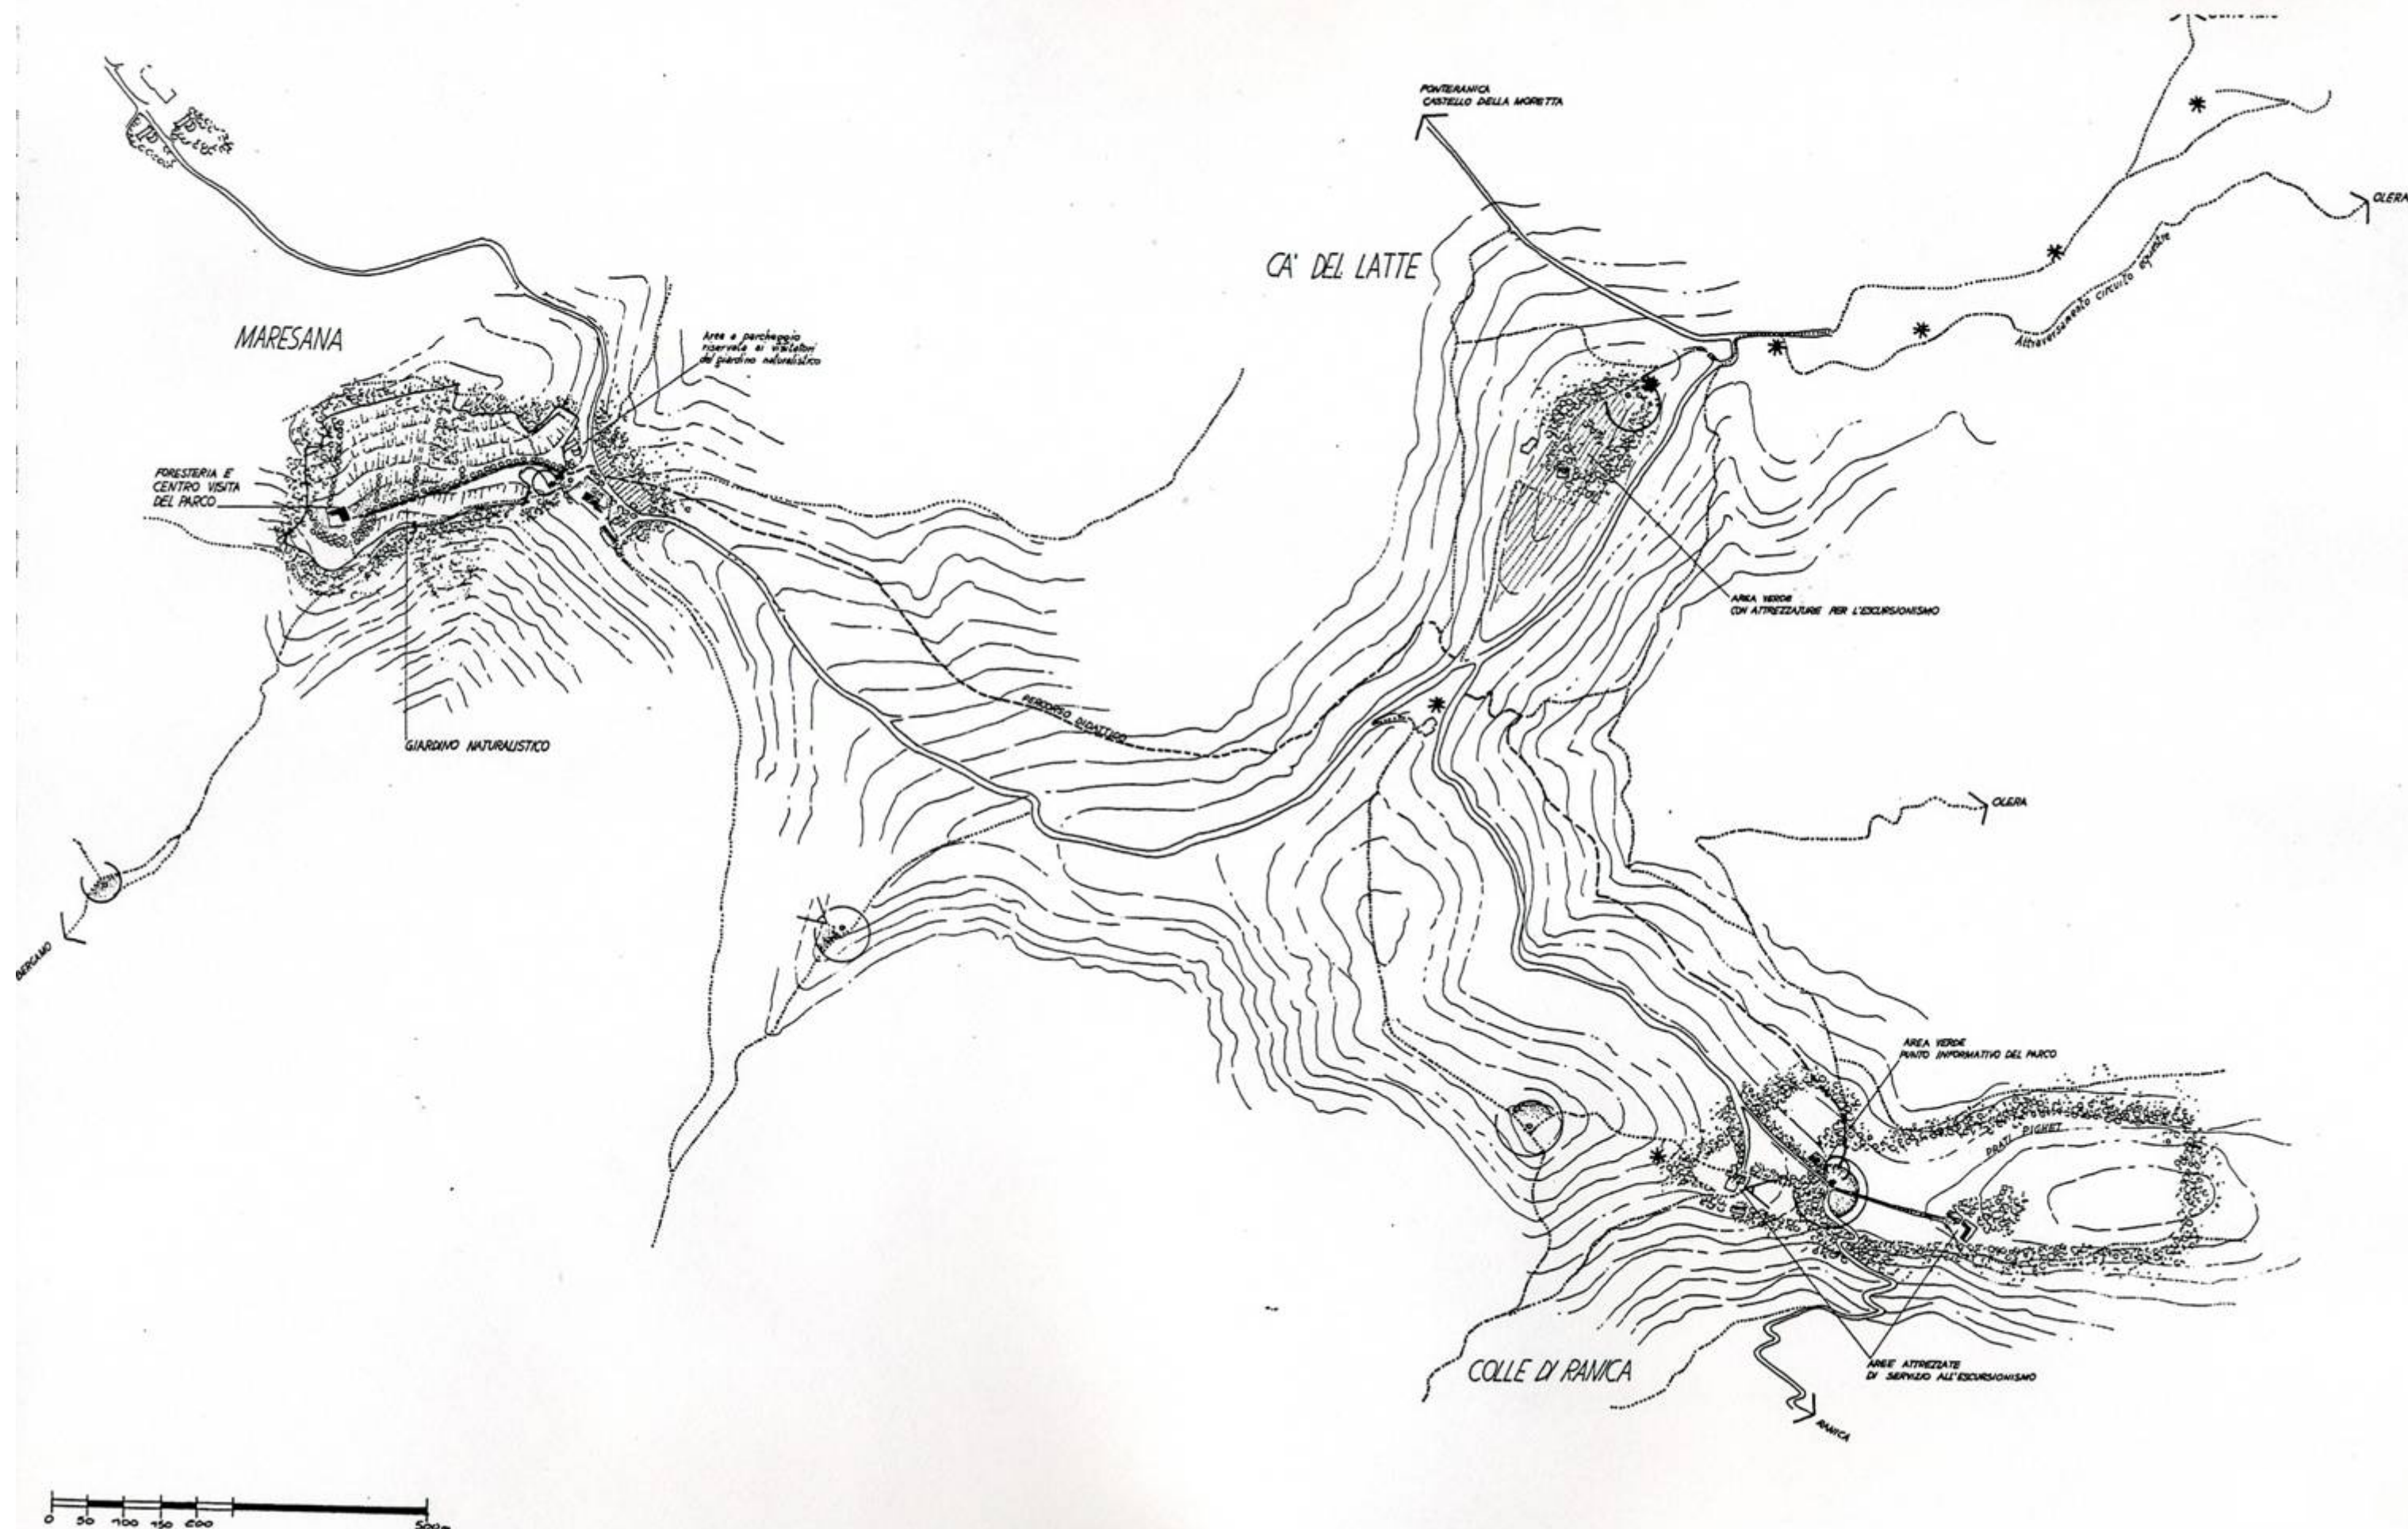 PONTERANICA
CASTELLO DELLA MORETTA
OLERA
CA' DEL LATTE
Attraversamento circuito equestre
MARESANA
Area a parcheggio
riservata ai visitatori
del giardino naturalistico
FORESTERIA E
CENTRO VISITA
DEL PARCO
AREA VERDE
CON ATTREZZATURE PER L'ESCURSIONISMO
PERCORSO DIDATTICO
GIARDINO NATURALISTICO
OLERA
BERGAMO
AREA VERDE
PUNTO INFORMATIVO DEL PARCO
PRATI PIGHET
COLLE DI RANICA
AREE ATTREZZATE
DI SERVIZIO ALL'ESCURSIONISMO
RANICA
0 50 100 150 200 500m
P
P